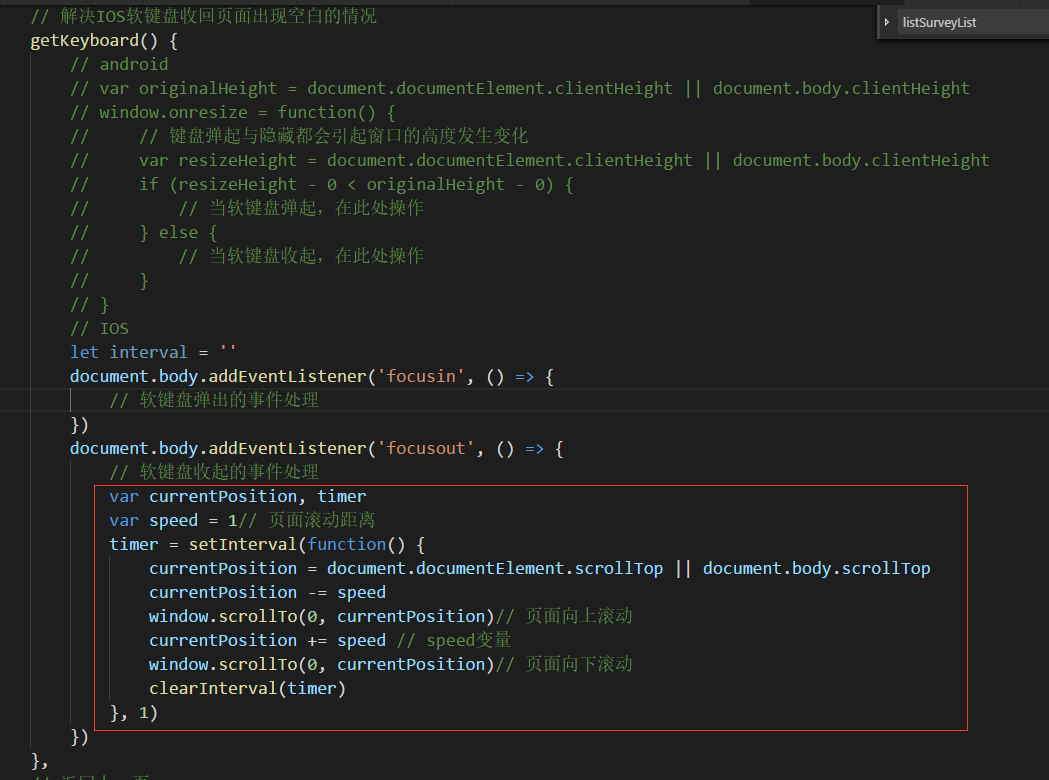 // 解决IOS软键盘收回页面出现空白的情况
listSurveyList
getKeyboard() {
// android
// var originalHeight = document.documentElement.clientHeight || document.body.clientHeight
// window.onresize = function() {
//     // 键盘弹起与隐藏都会引起窗口的高度发生变化
//     var resizeHeight = document.documentElement.clientHeight || document.body.clientHeight
//     if (resizeHeight - 0 < originalHeight - 0) {
//         // 当软键盘弹起，在此处操作
//     } else {
//         // 当软键盘收起，在此处操作
//     }
// }
// IOS
let interval = ''
document.body.addEventListener('focusin', () => {
// 软键盘弹出的事件处理
})
document.body.addEventListener('focusout', () => {
// 软键盘收起的事件处理
var currentPosition, timer
var speed = 1// 页面滚动距离
timer = setInterval(function() {
currentPosition = document.documentElement.scrollTop || document.body.scrollTop
currentPosition -= speed
window.scrollTo(0, currentPosition)// 页面向上滚动
currentPosition += speed // speed变量
window.scrollTo(0, currentPosition)// 页面向下滚动
clearInterval(timer)
}, 1)
})
},